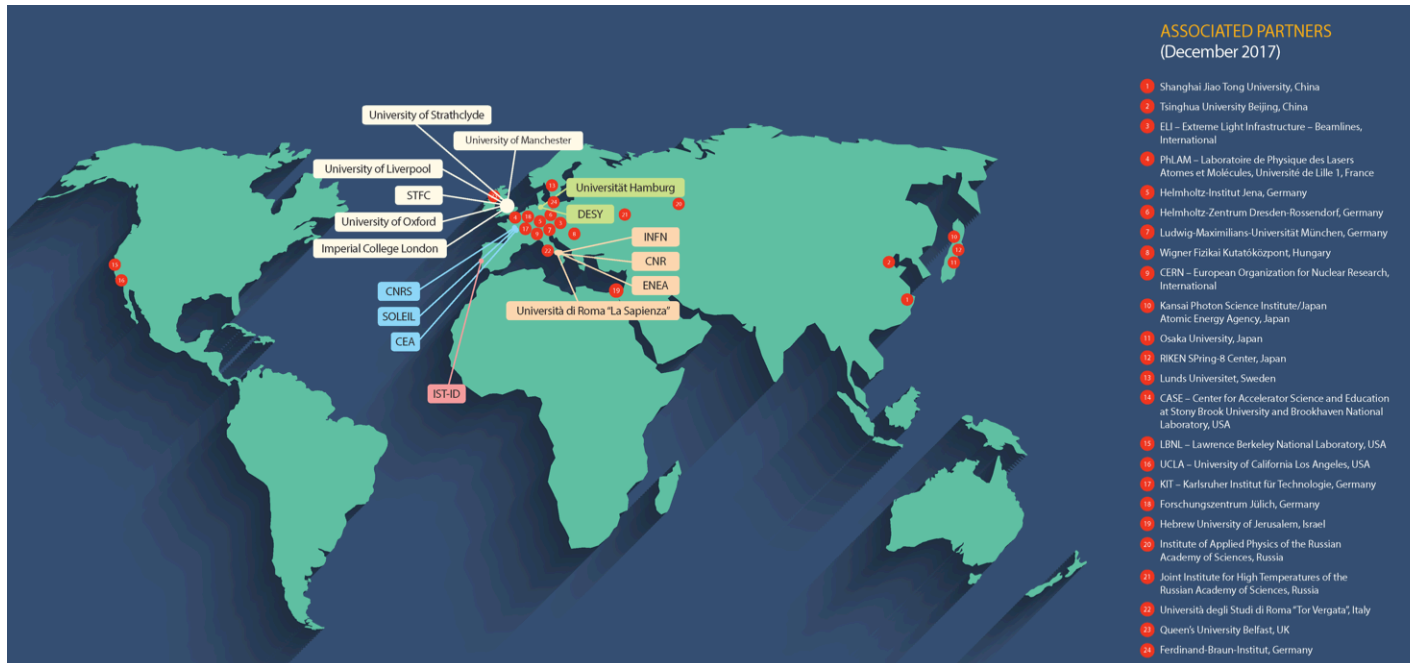 ASSOCIATED PARTNERS
(December 2017)
University of Strathclyde
University of Manchester
University of Liverpool
STFC
University of Oxford
Imperial College London
Universität Hamburg
DESY
INFN
CNR
ENEA
Università di Roma “La Sapienza”
CNRS
SOLEIL
CEA
IST-ID
1 Shanghai Jiao Tong University, China
2 Tsinghua University Beijing, China
3 ELI – Extreme Light Infrastructure – Beamlines,
International
4 PhLAM – Laboratoire de Physique des Lasers
Atomes et Molécules, Université de Lille 1, France
5 Helmholtz-Institut Jena, Germany
6 Helmholtz-Zentrum Dresden-Rossendorf, Germany
7 Ludwig-Maximilians-Universität München, Germany
8 Wigner Fizikai Kutatóközpont, Hungary
9 CERN – European Organization for Nuclear Research,
International
10 Kansai Photon Science Institute/Japan
Atomic Energy Agency, Japan
11 Osaka University, Japan
12 RIKEN SPring-8 Center, Japan
13 Lunds Universitet, Sweden
14 CASE – Center for Accelerator Science and Education
at Stony Brook University and Brookhaven National
Laboratory, USA
15 LBNL – Lawrence Berkeley National Laboratory, USA
16 UCLA – University of California Los Angeles, USA
17 KIT – Karlsruher Institut für Technologie, Germany
18 Forschungszentrum Jülich, Germany
19 Hebrew University of Jerusalem, Israel
20 Institute of Applied Physics of the Russian
Academy of Sciences, Russia
21 Joint Institute for High Temperatures of the
Russian Academy of Sciences, Russia
22 Università degli Studi di Roma “Tor Vergata”, Italy
23 Queen's University Belfast, UK
24 Ferdinand-Braun-Institut, Germany